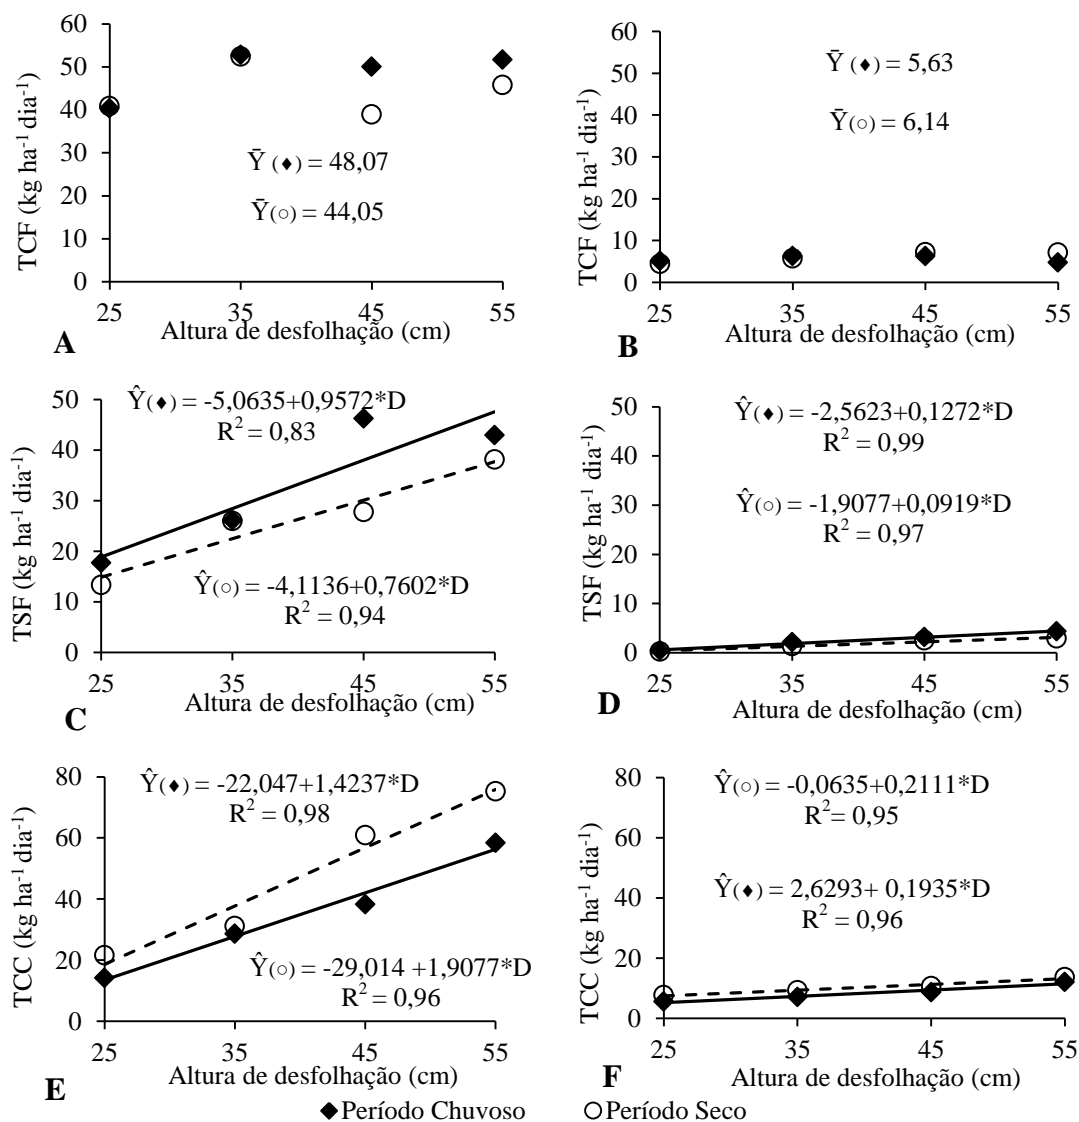 60
50
40
30
20
10
0
TCF (kg ha⁻¹ dia⁻¹)
Ȳ (♦) = 48,07
Ȳ(○) = 44,05
25 35 45 55
Altura de desfolhação (cm)
A
60
50
40
30
20
10
0
TCF (kg ha⁻¹ dia⁻¹)
Ȳ (♦) = 5,63
Ȳ(○) = 6,14
25 35 45 55
Altura de desfolhação (cm)
B
50
40
30
20
10
0
TSF (kg ha⁻¹ dia⁻¹)
Ŷ(♦) = -5,0635+0,9572*D
R² = 0,83
Ŷ(○) = -4,1136+0,7602*D
R² = 0,94
25 35 45 55
Altura de desfolhação (cm)
C
50
40
30
20
10
0
TSF (kg ha⁻¹ dia⁻¹)
Ŷ(♦) = -2,5623+0,1272*D
R² = 0,99
Ŷ(○) = -1,9077+0,0919*D
R² = 0,97
25 35 45 55
Altura de desfolhação (cm)
D
80
60
40
20
0
TCC (kg ha⁻¹ dia⁻¹)
Ŷ(♦) = -22,047+1,4237*D
R² = 0,98
Ŷ(○) = -29,014 +1,9077*D
R² = 0,96
25 35 45 55
Altura de desfolhação (cm)
E
80
60
40
20
0
TCC (kg ha⁻¹ dia⁻¹)
Ŷ(○) = -0,0635+0,2111*D
R²= 0,95
Ŷ(♦) = 2,6293+ 0,1935*D
R² = 0,96
25 35 45 55
Altura de desfolhação (cm)
F
♦Período Chuvoso ○Período Seco